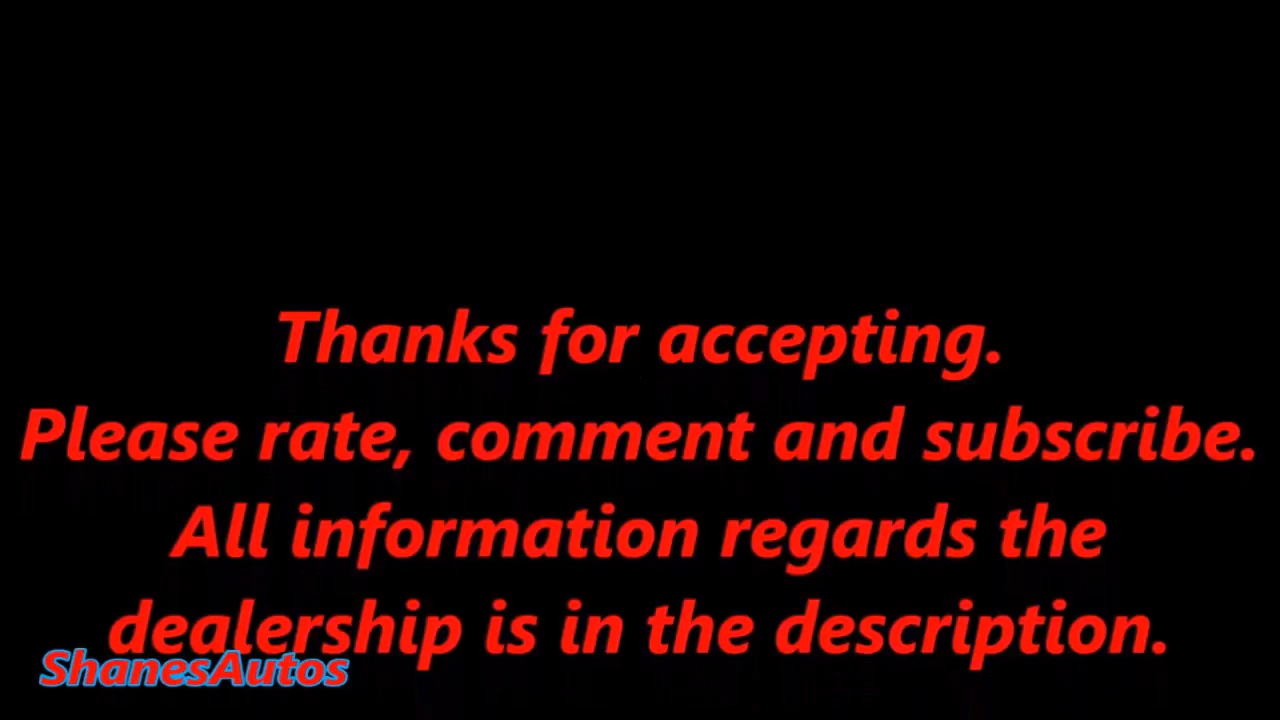 Thanks for accepting.
Please rate, comment and subscribe.
All information regards the
dealership is in the description.
ShanesAutos